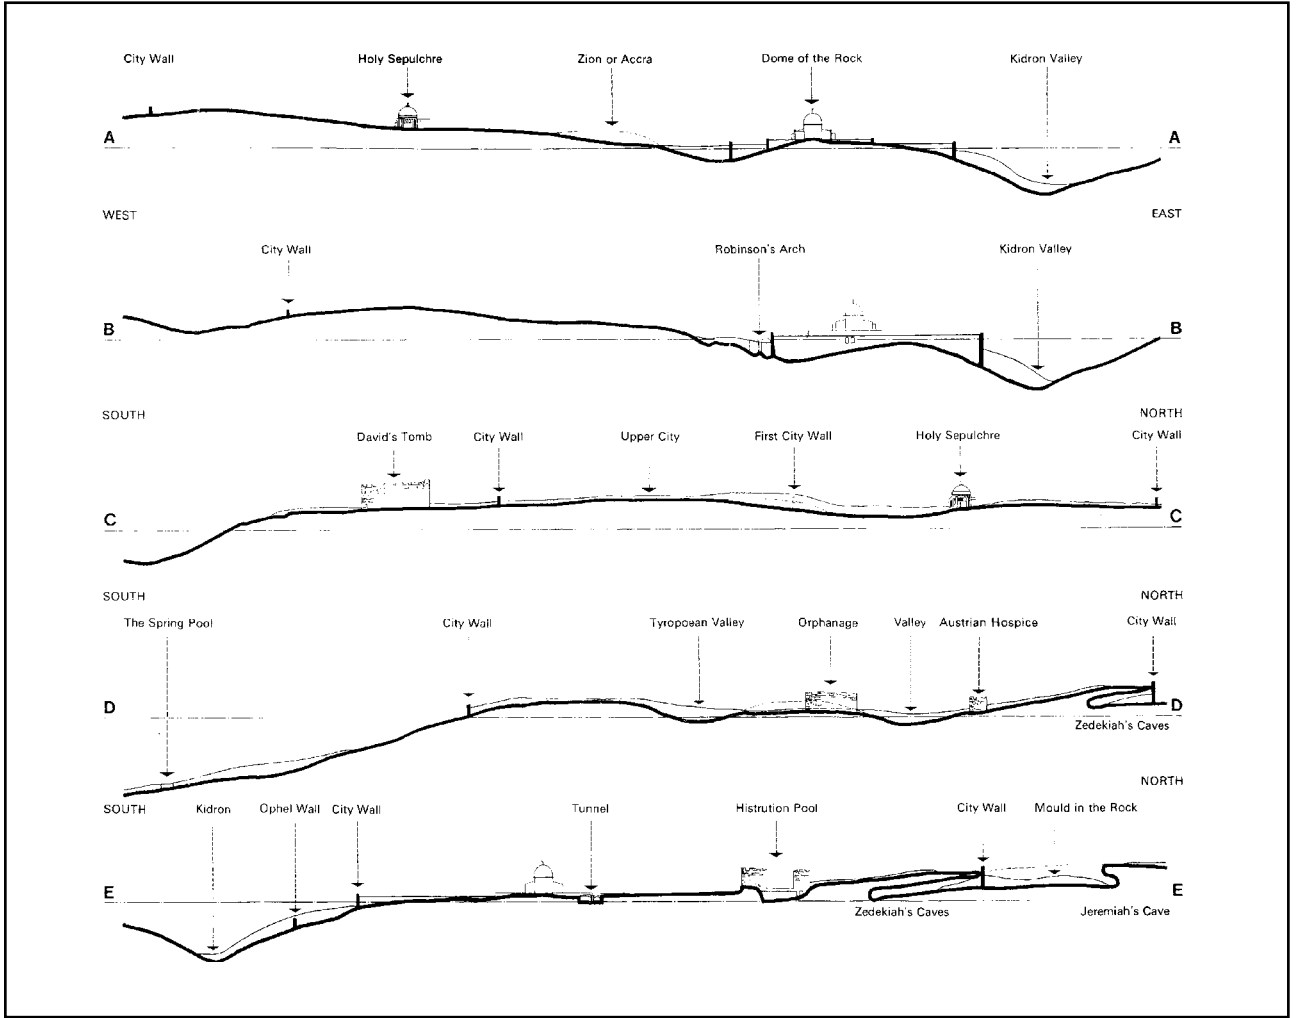 City Wall Holy Sepulchre Zion or Accra Dome of the Rock Kidron Valley
A A
WEST EAST
City Wall Robinson's Arch Kidron Valley
B B
SOUTH NORTH
David's Tomb City Wall Upper City First City Wall Holy Sepulchre City Wall
C C
SOUTH NORTH
The Spring Pool City Wall Tyropoean Valley Orphanage Valley Austrian Hospice City Wall
D D
Zedekiah's Caves
NORTH
SOUTH Kidron Ophel Wall City Wall Tunnel Histrution Pool City Wall Mould in the Rock
E E
Zedekiah's Caves Jeremiah's Cave